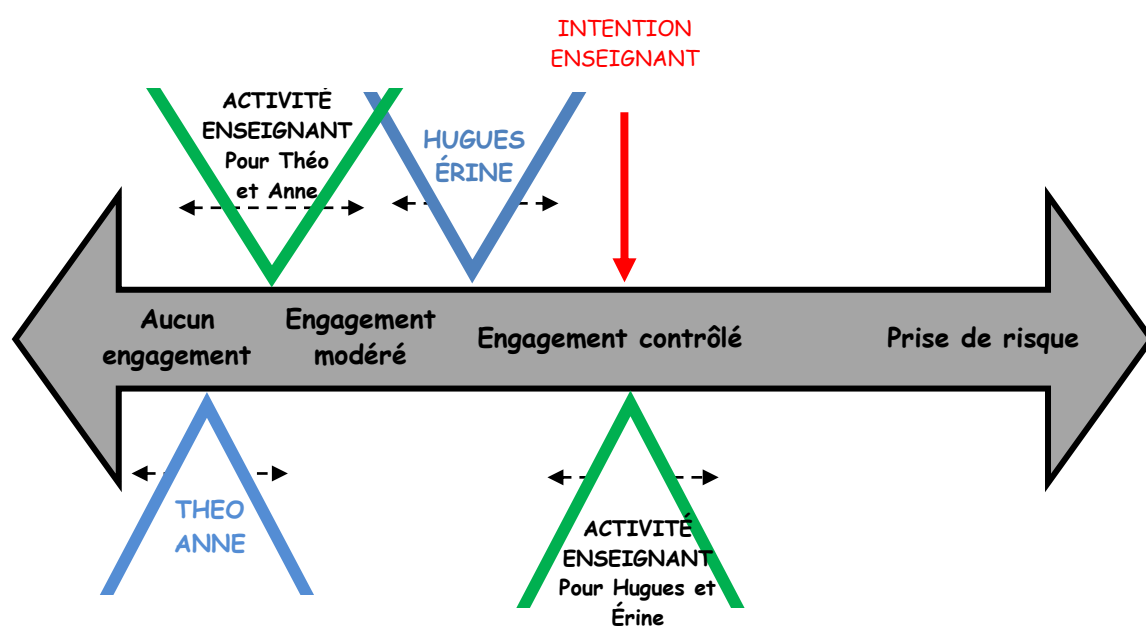 INTENTION
ENSEIGNANT
ACTIVITÉ
ENSEIGNANT
Pour Théo
et Anne
HUGUES
ÉRINE
Aucun
engagement
Engagement
modéré
Engagement contrôlé
Prise de risque
THEO
ANNE
ACTIVITÉ
ENSEIGNANT
Pour Hugues et
Érine